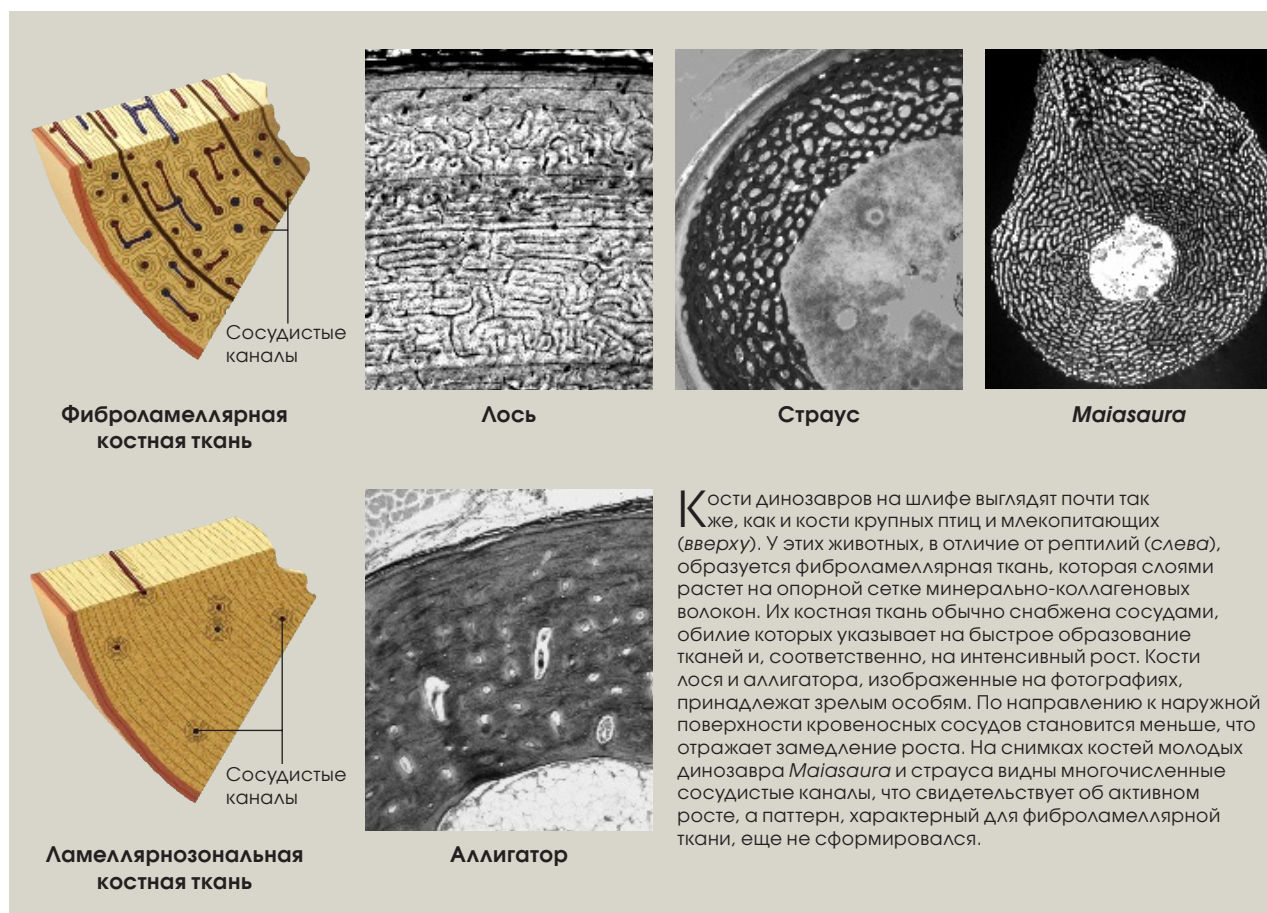 Сосудистые
каналы
Фиброламеллярная
костная ткань
Лось
Страус
Maiasaura
Сосудистые
каналы
Ламеллярнозональная
костная ткань
Аллигатор
Кости динозавров на шлифе выглядят почти так
же, как и кости крупных птиц и млекопитающих
(вверху). У этих животных, в отличие от рептилий (слева),
образуется фиброламеллярная ткань, которая слоями
растет на опорной сетке минерально-коллагеновых
волокон. Их костная ткань обычно снабжена сосудами,
обилие которых указывает на быстрое образование
тканей и, соответственно, на интенсивный рост. Кости
лося и аллигатора, изображенные на фотографиях,
принадлежат зрелым особям. По направлению к наружной
поверхности кровеносных сосудов становится меньше, что
отражает замедление роста. На снимках костей молодых
динозавра Maiasaura и страуса видны многочисленные
сосудистые каналы, что свидетельствует об активном
росте, а паттерн, характерный для фиброламеллярной
ткани, еще не сформировался.